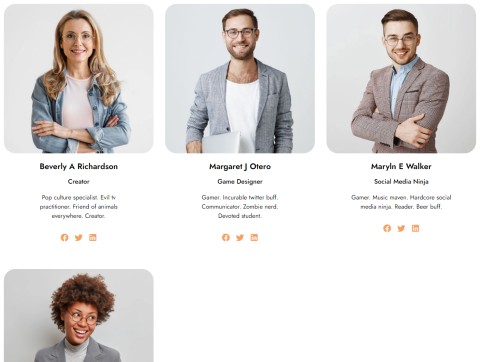 Beverly A Richardson
Creator
Pop culture specialist. Evil tv
practitioner. Friend of animals
everywhere. Creator.
Margaret J Otero
Game Designer
Gamer. Incurable twitter buff.
Communicator. Zombie nerd.
Devoted student.
Maryln E Walker
Social Media Ninja
Gamer. Music maven. Hardcore social
media ninja. Reader. Beer buff.